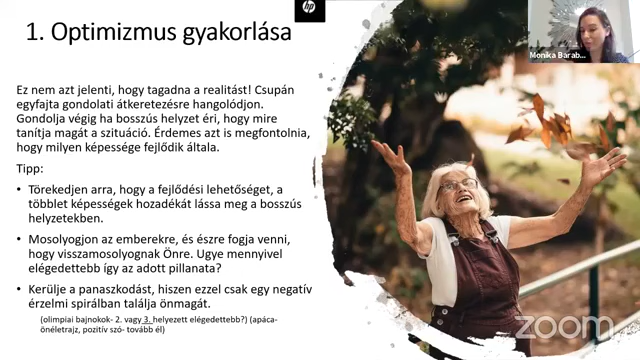 hp
1. Optimizmus gyakorlása
Monika Barab...
Ez nem azt jelenti, hogy tagadna a realitást! Csupán
egyfajta gondolati átkeretezésre hangolódjon.
Gondolja végig ha bosszús helyzet éri, hogy mire
tanítja magát a szituáció. Érdemes azt is megfontolnia,
hogy milyen képessége fejlődik általa.
Tipp:
• Törekedjen arra, hogy a fejlődési lehetőséget, a
többlet képességek hozadékát lássa meg a bosszús
helyzetekben.
• Mosolyogjon az emberekre, és észre fogja venni,
hogy visszamosolyognak Önre. Ugye mennyivel
elégedettebb így az adott pillanata?
• Kerülje a panaszkodást, hiszen ezzel csak egy negatív
érzelmi spirálban találja önmagát.
(olimpiai bajnokok- 2. vagy 3. helyezett elégedettebb?) (apáca-
önéletrajz, pozitív szó- tovább él)
zoom